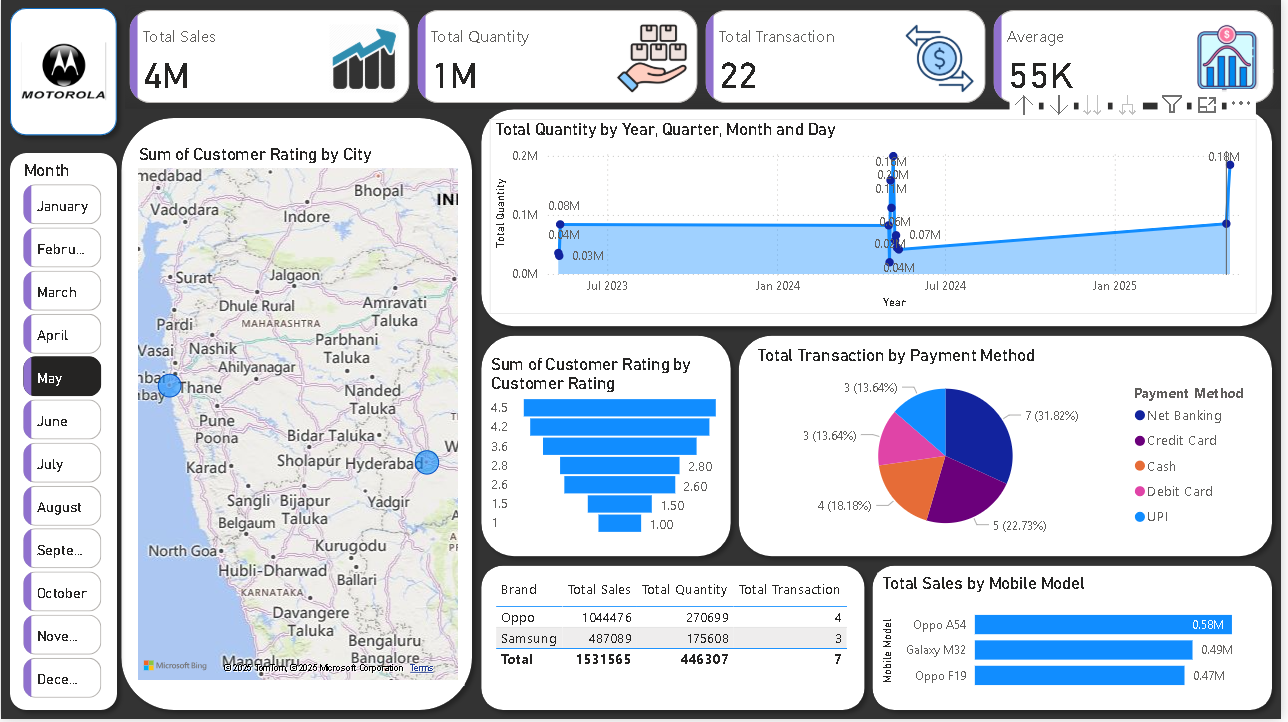 MOTOROLA
Total Sales
4M
Total Quantity
1M
Total Transaction
22
Average
55K
Month
January
Febru...
March
April
May
June
July
August
Septe...
October
Nove...
Dece...
Sum of Customer Rating by City
medabad
Bhopal
Vadodara
Indore
Surat
Jalgaon
Dhule Rural
Amravati
Taluka
Pardi
MAHARASHTRA
Parbhani
Taluka
Vasai
Nashik
Ahilyanagar
Thane
bay
Nanded
Taluka
Pune
Poona
Bidar Taluka
Karad
Sholapur
Hyderabad
Sangli
Bijapur
Taluka
Yadgir
Belgaum
North Goa
Kurugodu
Hubli-Dharwad
Ballari
KARNATAKA
Davangere
Taluka
Bengaluru
Bangalore
Mangaluru
Microsoft Bing
Microsoft Corporation Terms
Total Quantity by Year, Quarter, Month and Day
Total Quantity
0.2M
0.1M
0.0M
0.08M
0.04M
0.03M
0.20M
0.06M
0.07M
0.04M
0.18M
Jul 2023
Jan 2024
Jul 2024
Jan 2025
Year
Sum of Customer Rating by
Customer Rating
4.5
4.2
3.6
2.8 2.80
2.6 2.60
1.5 1.50
1 1.00
Total Transaction by Payment Method
3 (13.64%)
7 (31.82%)
3 (13.64%)
4 (18.18%)
5 (22.73%)
Payment Method
Net Banking
Credit Card
Cash
Debit Card
UPI
Brand Total Sales Total Quantity Total Transaction
Oppo 1044476 270699 4
Samsung 487089 175608 3
Total 1531565 446307 7
Total Sales by Mobile Model
Mobile Model
Oppo A54 0.58M
Galaxy M32 0.49M
Oppo F19 0.47M